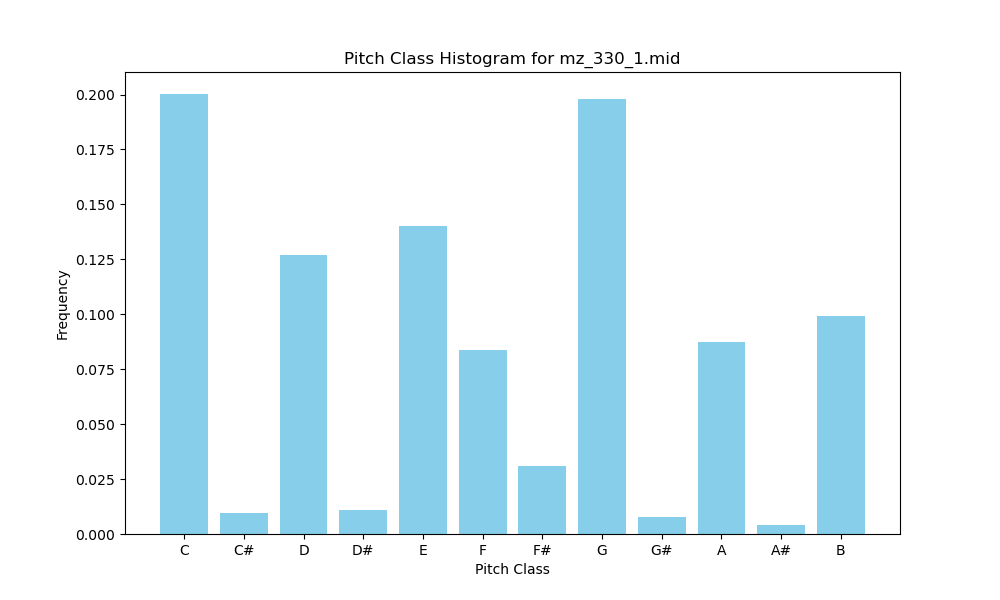 Pitch Class Histogram for mz_330_1.mid
0.200
0.175
0.150
0.125
0.100
0.075
0.050
0.025
0.000
Frequency
C C# D D# E F F# G G# A A# B
Pitch Class